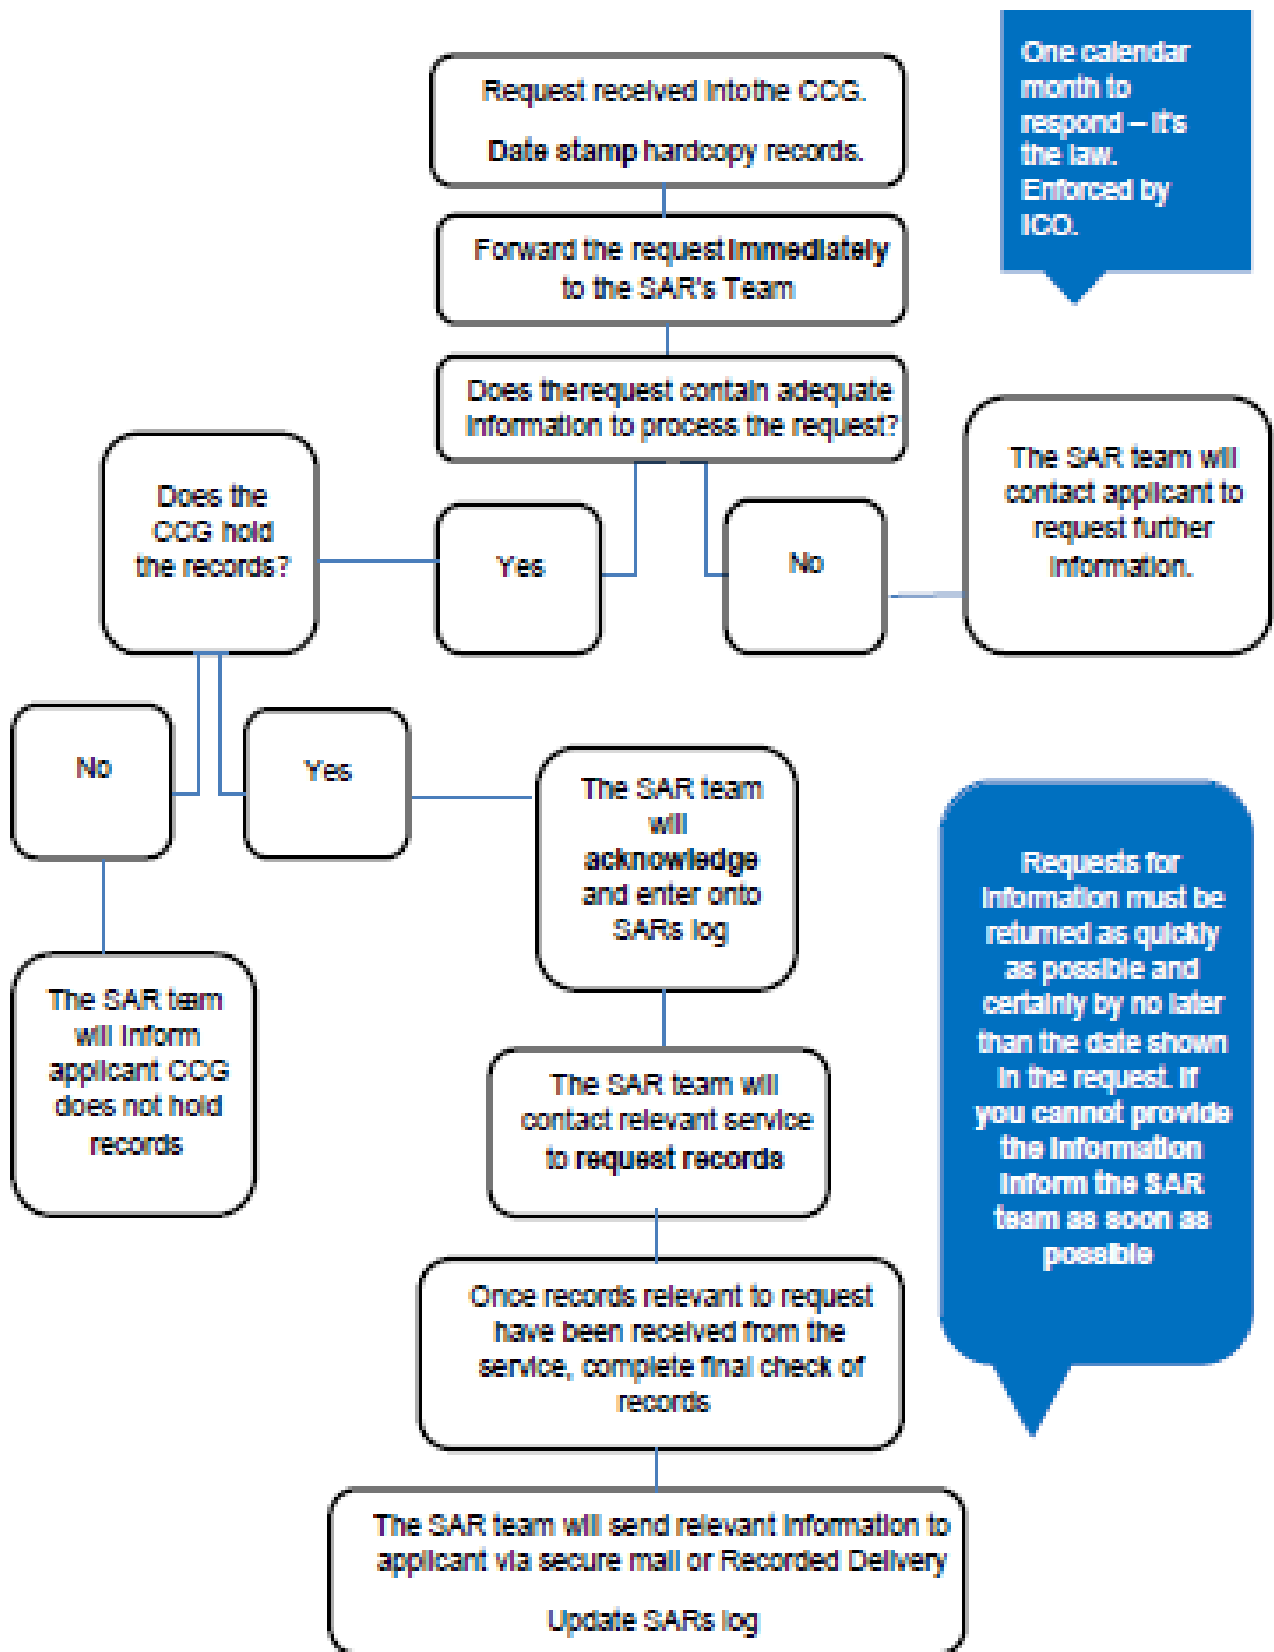 One calendar
month to
respond – it's
the law.
Enforced by
ICO.
Request received intothe CCG.
Date stamp hardcopy records.
Forward the request immediately
to the SAR's Team
Does therequest contain adequate
information to process the request?
Does the
CCG hold
the records?
Yes
No
The SAR team will
contact applicant to
request further
information.
No
Yes
The SAR team
will
acknowledge
and enter onto
SARs log
The SAR team
will inform
applicant CCG
does not hold
records
The SAR team will
contact relevant service
to request records
Requests for
information must be
returned as quickly
as possible and
certainly by no later
than the date shown
in the request. If
you cannot provide
the information
inform the SAR
team as soon as
possible
Once records relevant to request
have been received from the
service, complete final check of
records
The SAR team will send relevant information to
applicant via secure mail or Recorded Delivery
Update SARs log